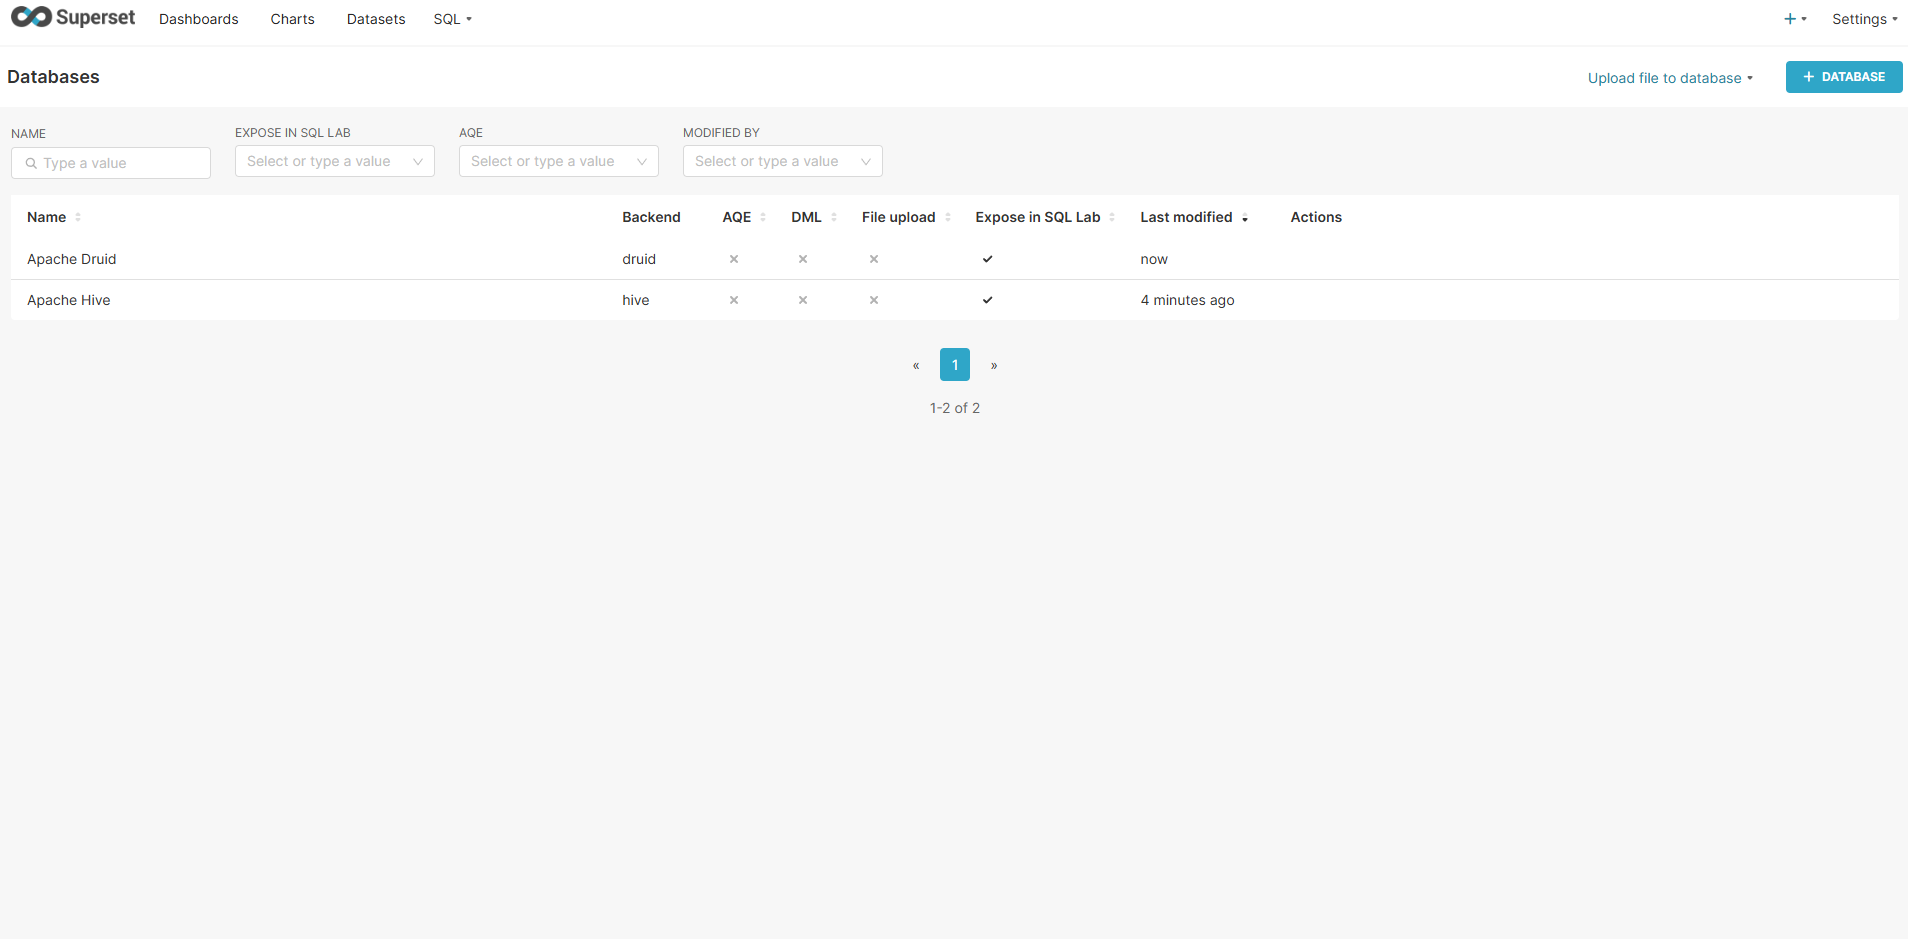 Superset Dashboards Charts Datasets SQL + Settings
Databases Upload file to database + DATABASE
NAME EXPOSE IN SQL LAB AQE MODIFIED BY
Type a value Select or type a value Select or type a value Select or type a value
Name Backend AQE DML File upload Expose in SQL Lab Last modified Actions
Apache Druid druid now
Apache Hive hive 4 minutes ago
« 1 »
1-2 of 2